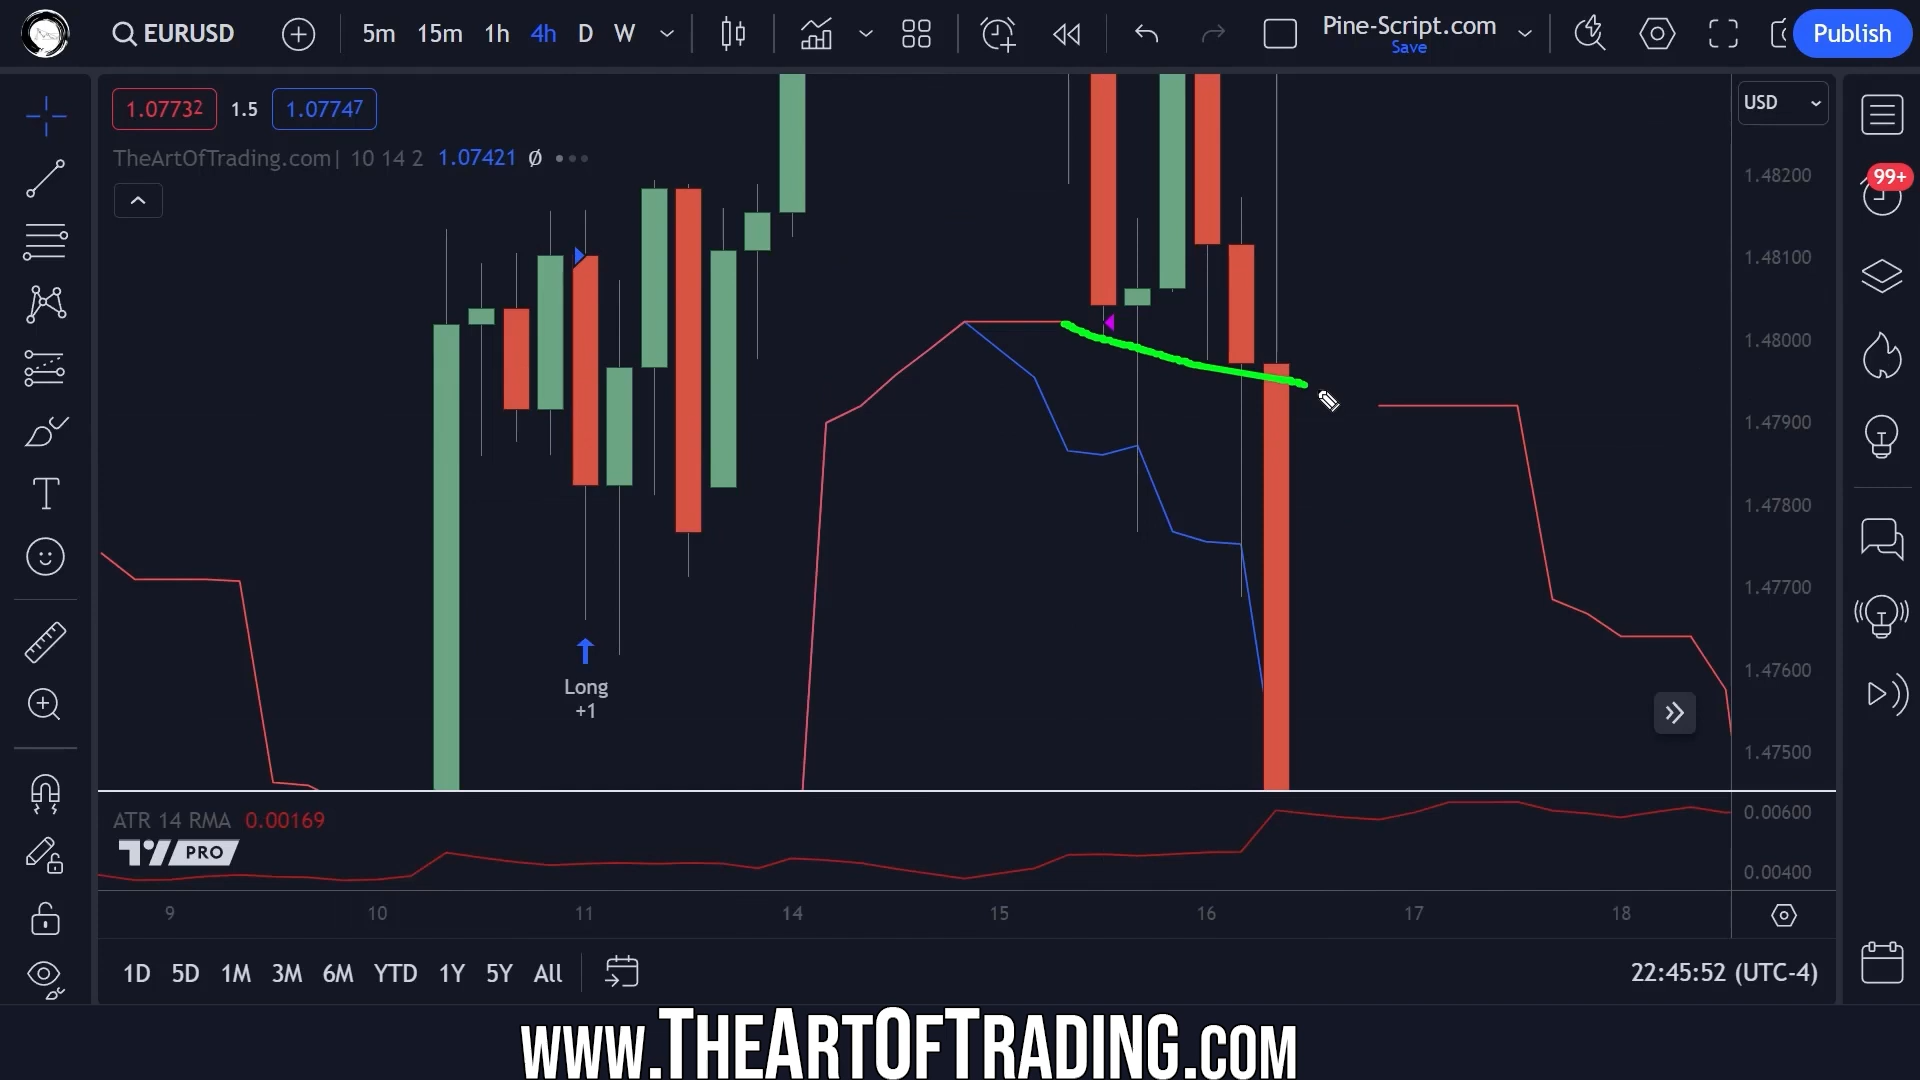 EURUSD 5m 15m 1h 4h D W Pine-Script.com Publish
Save
1.07732 1.5 1.07747 USD
TheArtOfTrading.com| 10 14 2 1.07421 Ø
99+
1.48200
1.48100
1.48000
1.47900
1.47800
1.47700
1.47600
1.47500
Long
+1
ATR 14 RMA 0.00169 0.00600
PRO
0.00400
9 10 11 14 15 16 17 18
1D 5D 1M 3M 6M YTD 1Y 5Y All 22:45:52 (UTC-4)
www.TheArtOfTrading.com